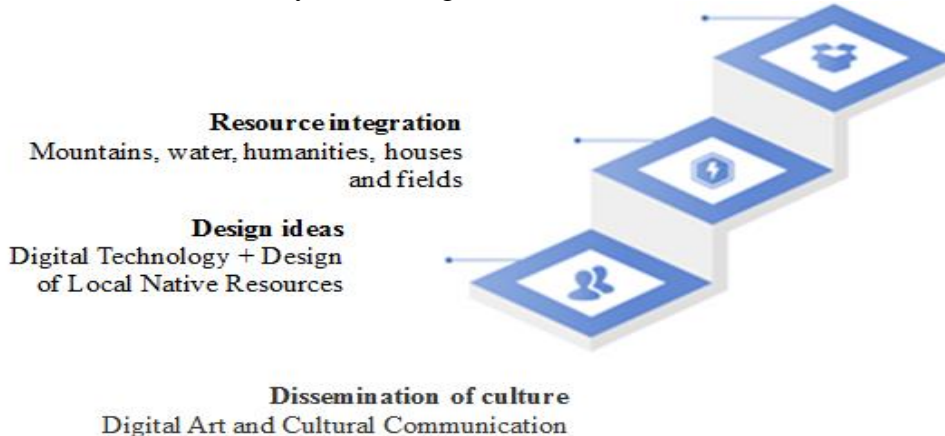 Resource integration
Mountains, water, humanities, houses
and fields
Design ideas
Digital Technology + Design
of Local Native Resources
Dissemination of culture
Digital Art and Cultural Communication